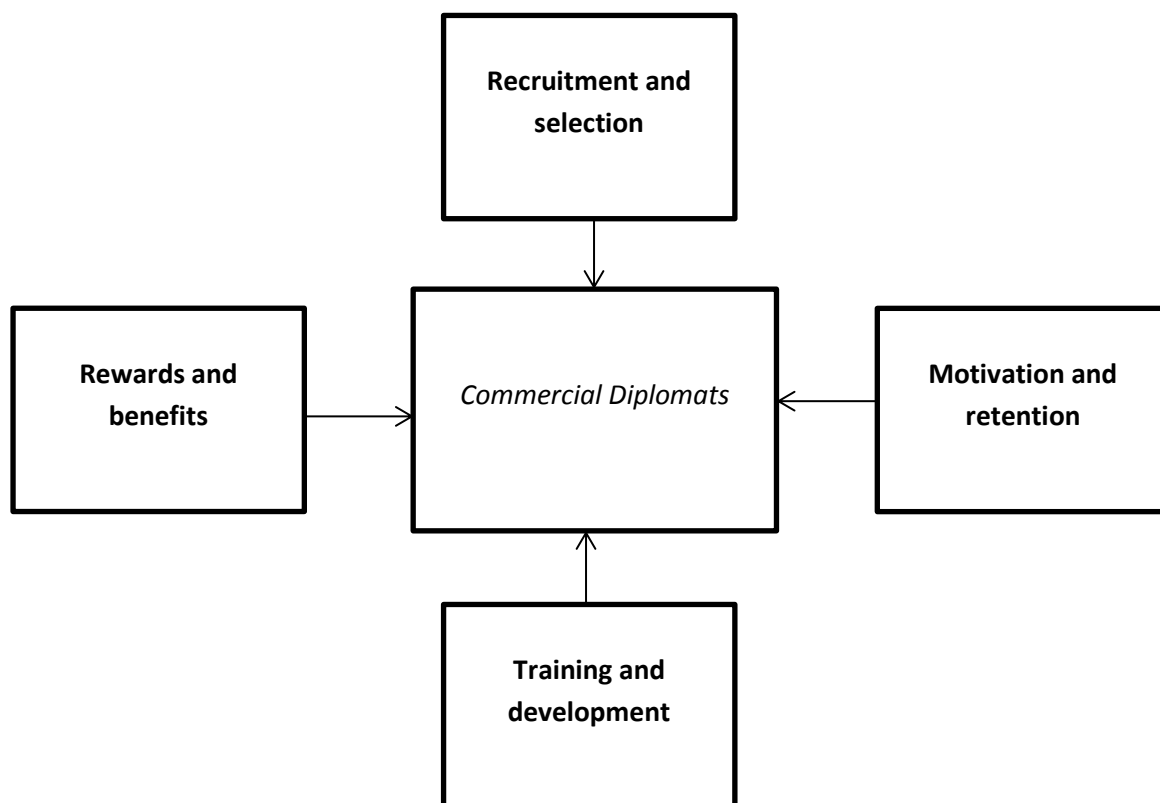 Recruitment and
selection
Rewards and
benefits
Commercial Diplomats
Motivation and
retention
Training and
development